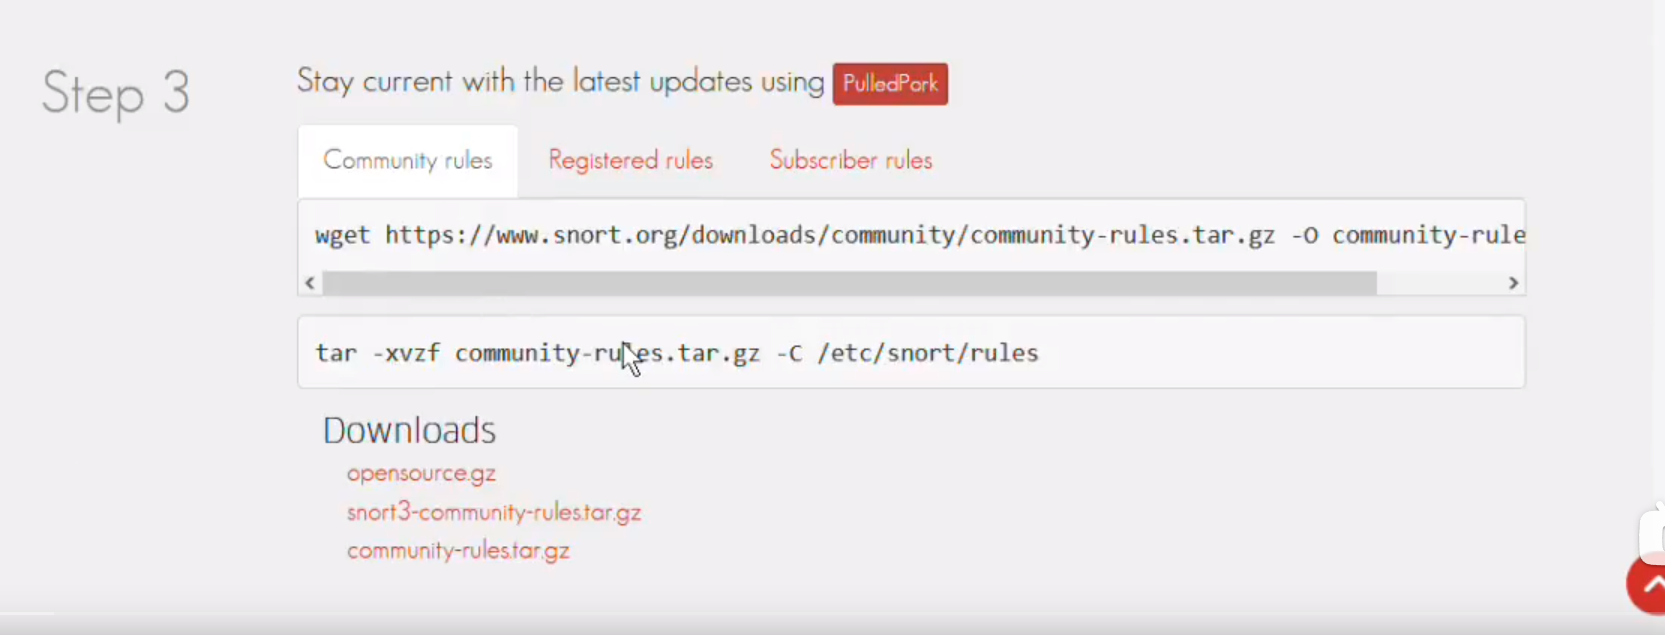 Step 3
Stay current with the latest updates using PulledPork
Community rules Registered rules Subscriber rules
wget https://www.snort.org/downloads/community/community-rules.tar.gz -O community-rule
tar -xvzf community-rules.tar.gz -C /etc/snort/rules
Downloads
opensource.gz
snort3-community-rules.tar.gz
community-rules.tar.gz